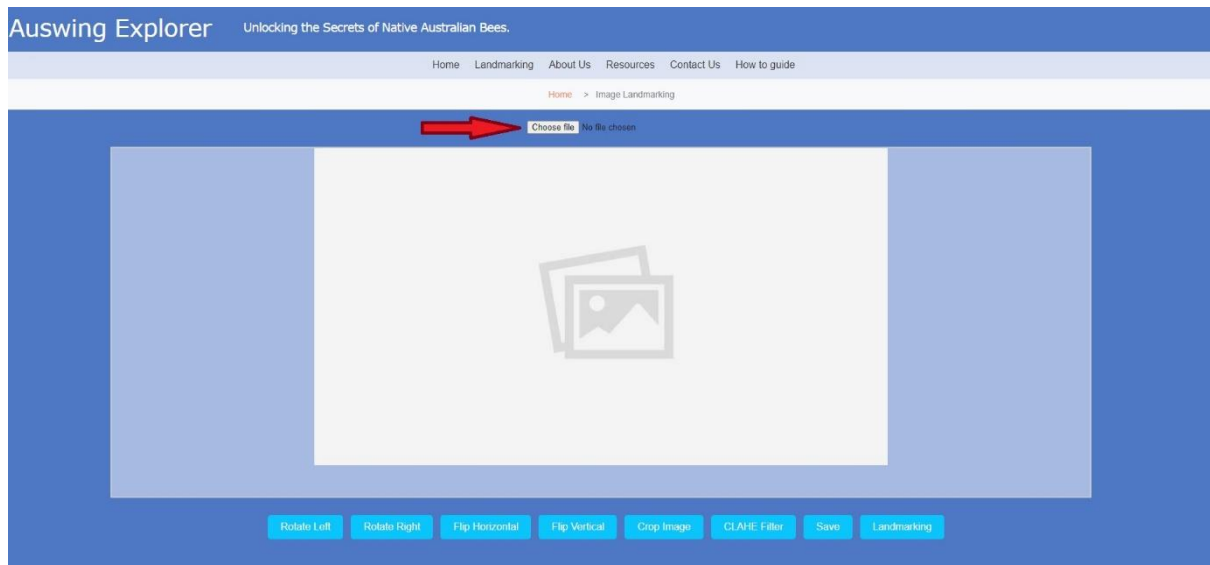 Auswing Explorer Unlocking the Secrets of Native Australian Bees.
Home Landmarking About Us Resources Contact Us How to guide
Home > Image Landmarking
Choose file No file chosen
Rotate Left Rotate Right Flip Horizontal Flip Vertical Crop Image CLAHE Filter Save Landmarking